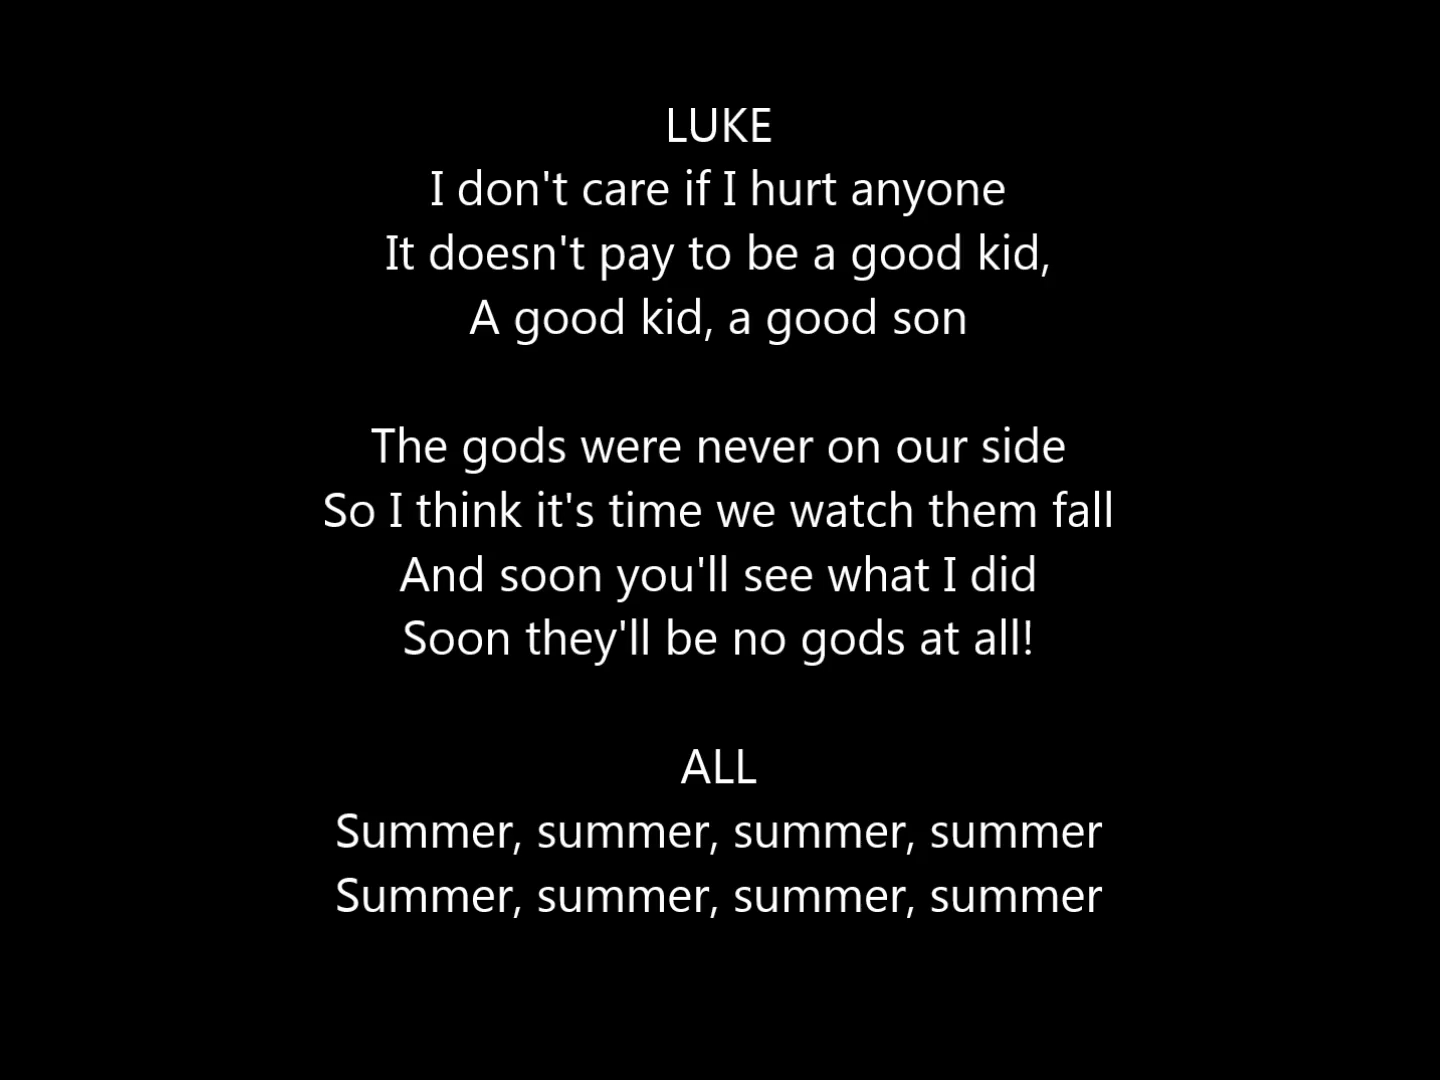 LUKE
I don't care if I hurt anyone
It doesn't pay to be a good kid,
A good kid, a good son
The gods were never on our side
So I think it's time we watch them fall
And soon you'll see what I did
Soon they'll be no gods at all!
ALL
Summer, summer, summer, summer
Summer, summer, summer, summer